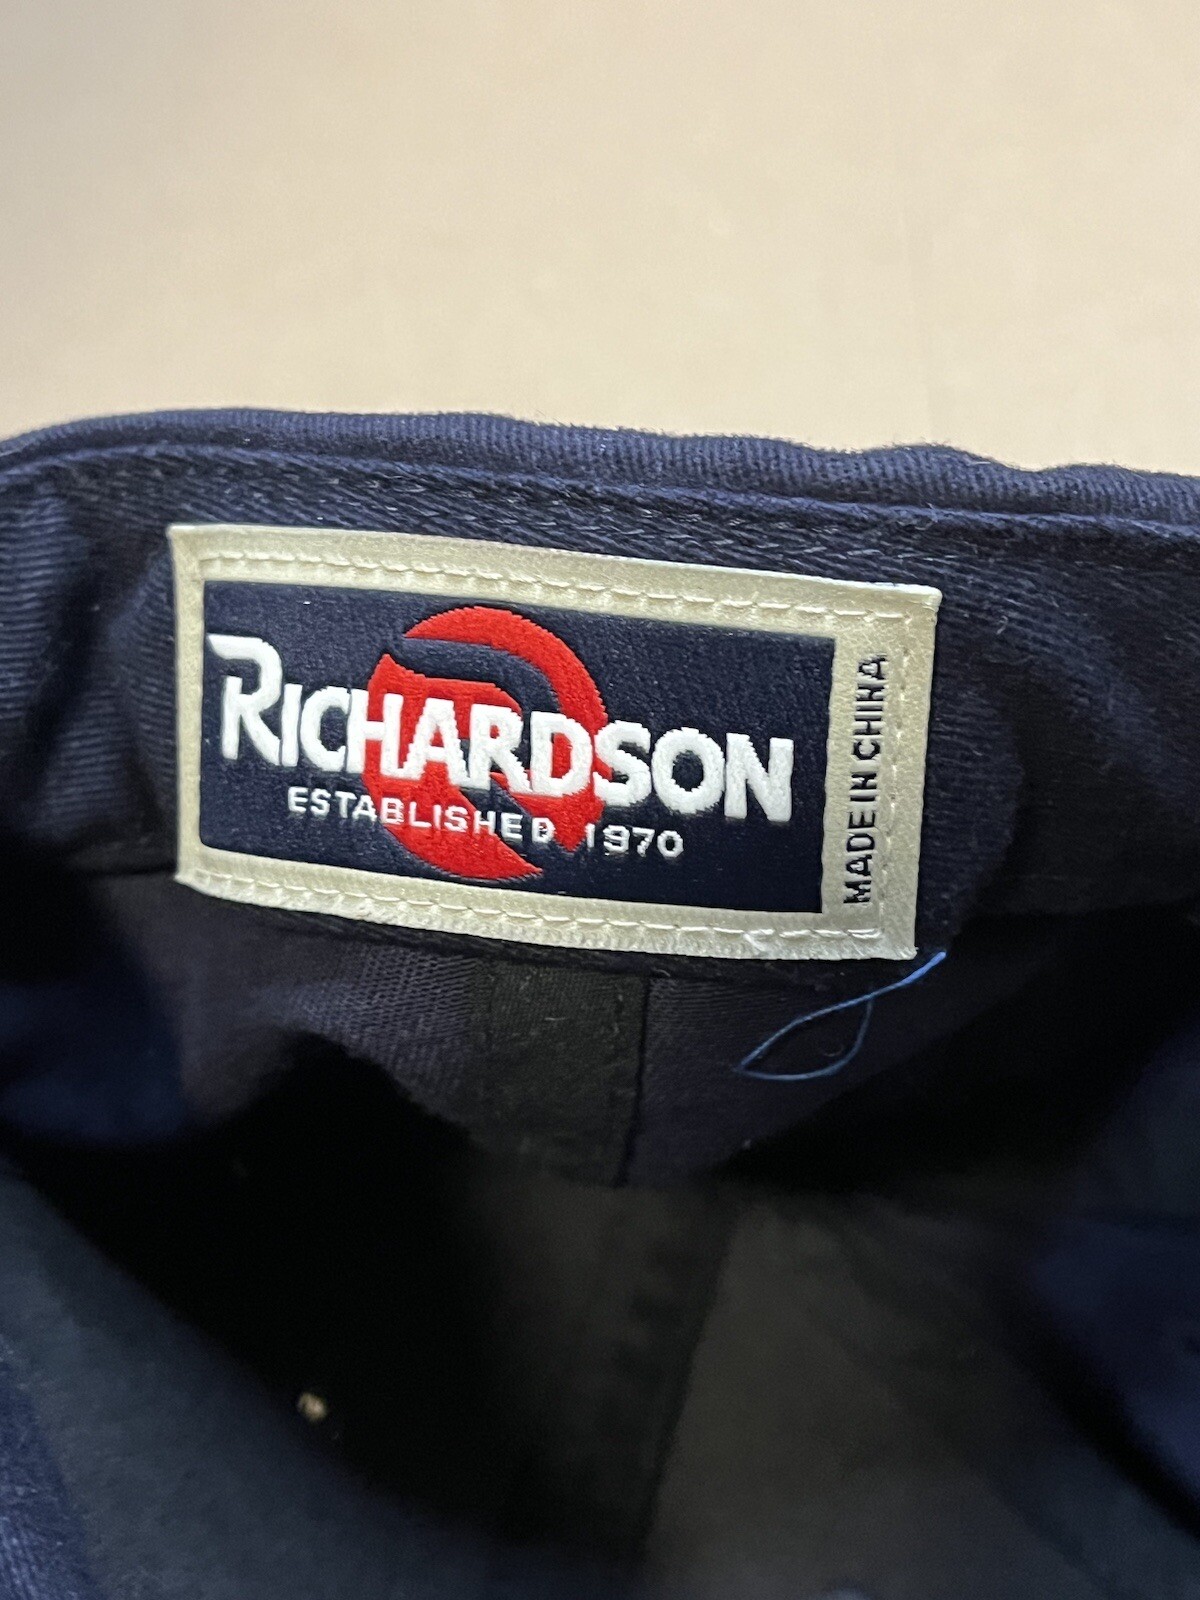 RICHARDSON
ESTABLISHED 1970
MADE IN CHINA